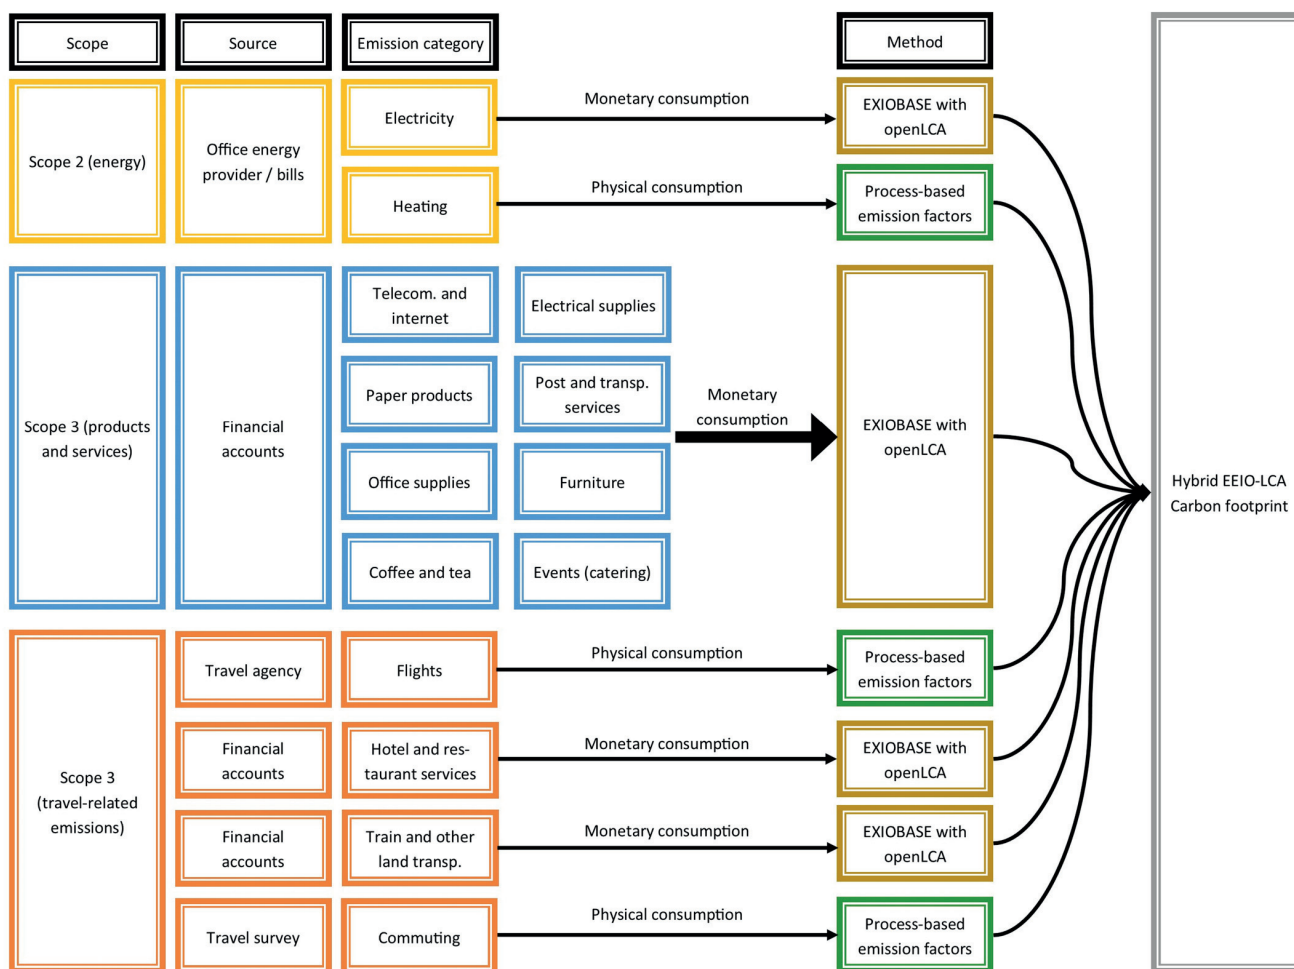 Scope
Source
Emission category
Method
Scope 2 (energy)
Office energy
provider / bills
Electricity
Monetary consumption
EXIOBASE with
openLCA
Heating
Physical consumption
Process-based
emission factors
Scope 3 (products
and services)
Financial
accounts
Telecom. and
internet
Electrical supplies
Paper products
Post and transp.
services
Office supplies
Furniture
Coffee and tea
Events (catering)
Monetary
consumption
EXIOBASE with
openLCA
Scope 3
(travel-related
emissions)
Travel agency
Flights
Physical consumption
Process-based
emission factors
Financial
accounts
Hotel and res-
taurant services
Monetary consumption
EXIOBASE with
openLCA
Financial
accounts
Train and other
land transp.
Monetary consumption
EXIOBASE with
openLCA
Travel survey
Commuting
Physical consumption
Process-based
emission factors
Hybrid EEIO-LCA
Carbon footprint